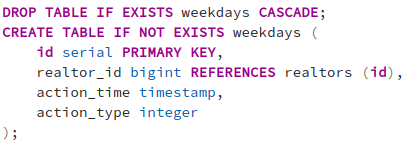 DROP TABLE IF EXISTS weekdays CASCADE;
CREATE TABLE IF NOT EXISTS weekdays (
    id serial PRIMARY KEY,
    realtor_id bigint REFERENCES realtors (id),
    action_time timestamp,
    action_type integer
);